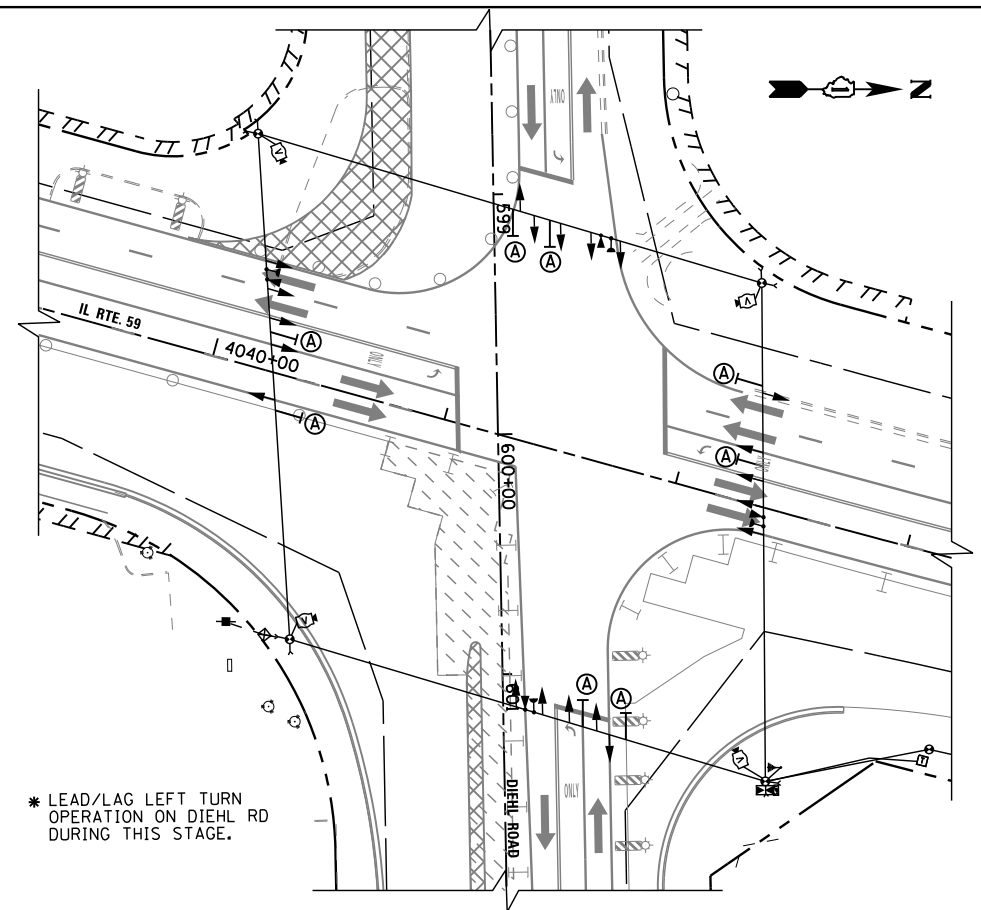 ONLY
N
V
599
A
A
V
IL RTE. 59
4040+00
A
ONLY
A
A
A
ONLY
600+00
V
601
A
A
ONLY
V
T
DIEHL ROAD
* LEAD/LAG LEFT TURN
OPERATION ON DIEHL RD
DURING THIS STAGE.